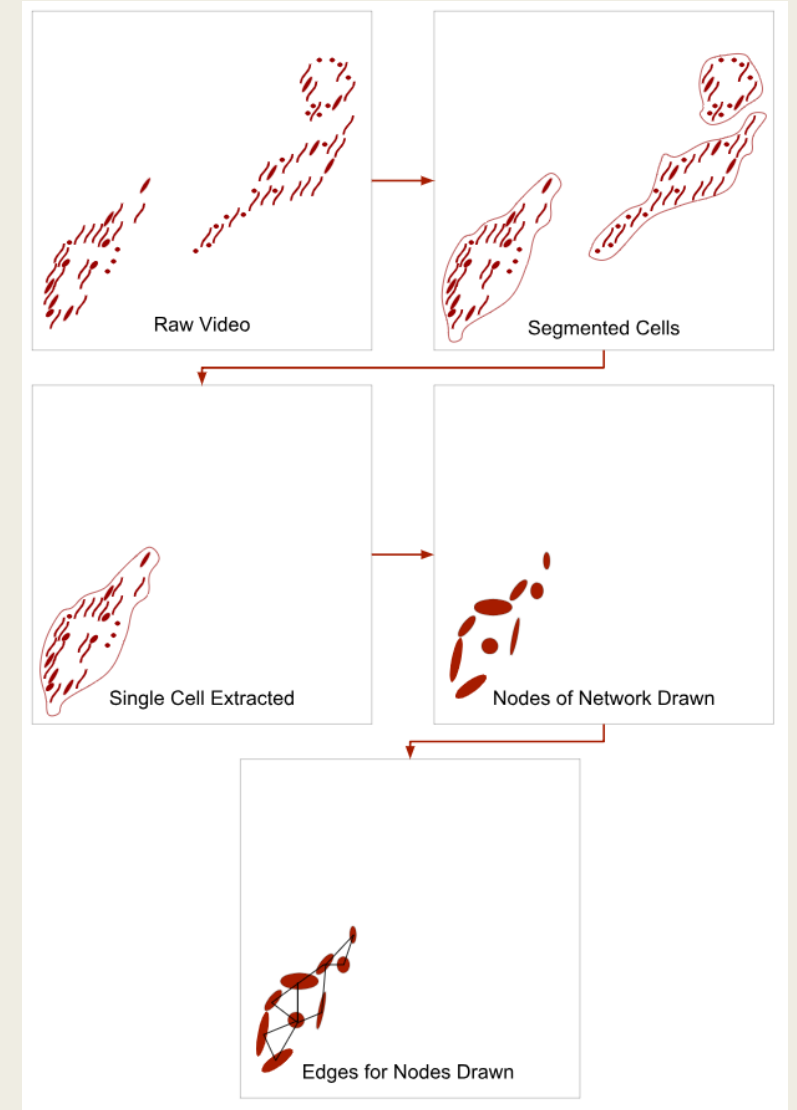 Raw Video
Segmented Cells
Single Cell Extracted
Nodes of Network Drawn
Edges for Nodes Drawn